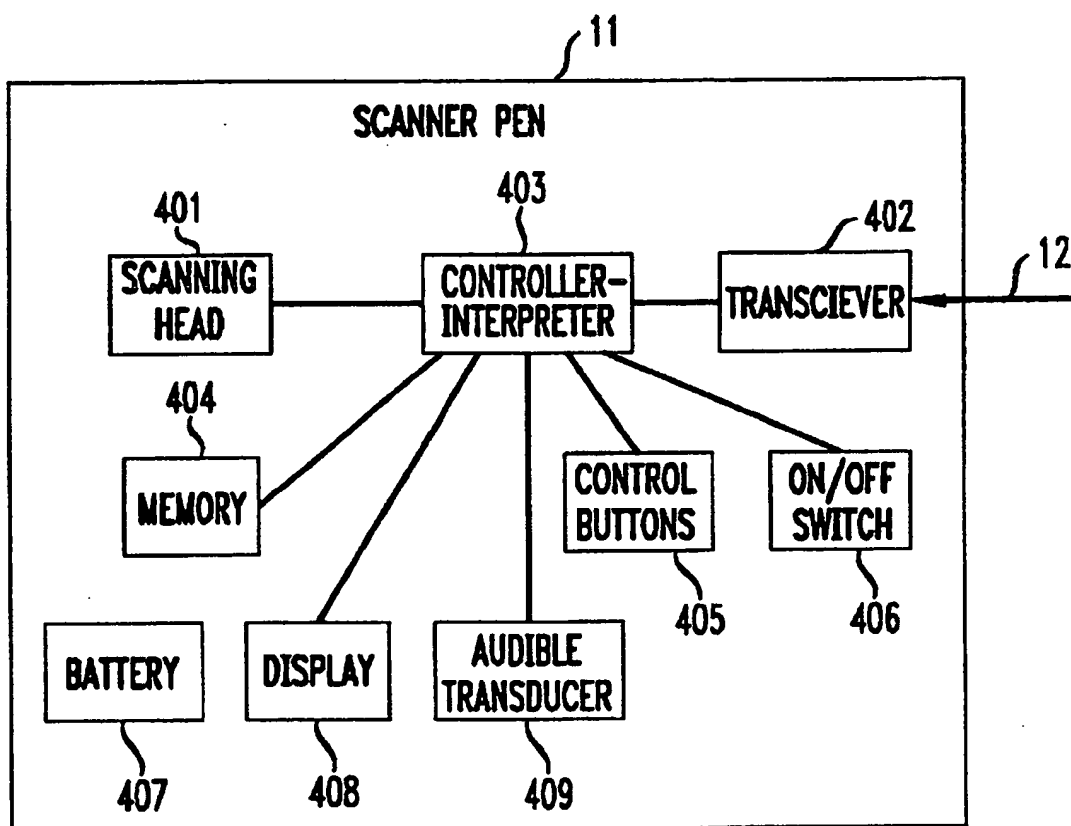 11
SCANNER PEN
403
401
402
12
SCANNING
HEAD
CONTROLLER-
INTERPRETER
TRANSCIEVER
404
MEMORY
CONTROL
BUTTONS
ON/OFF
SWITCH
405
406
BATTERY
DISPLAY
AUDIBLE
TRANSDUCER
407
408
409